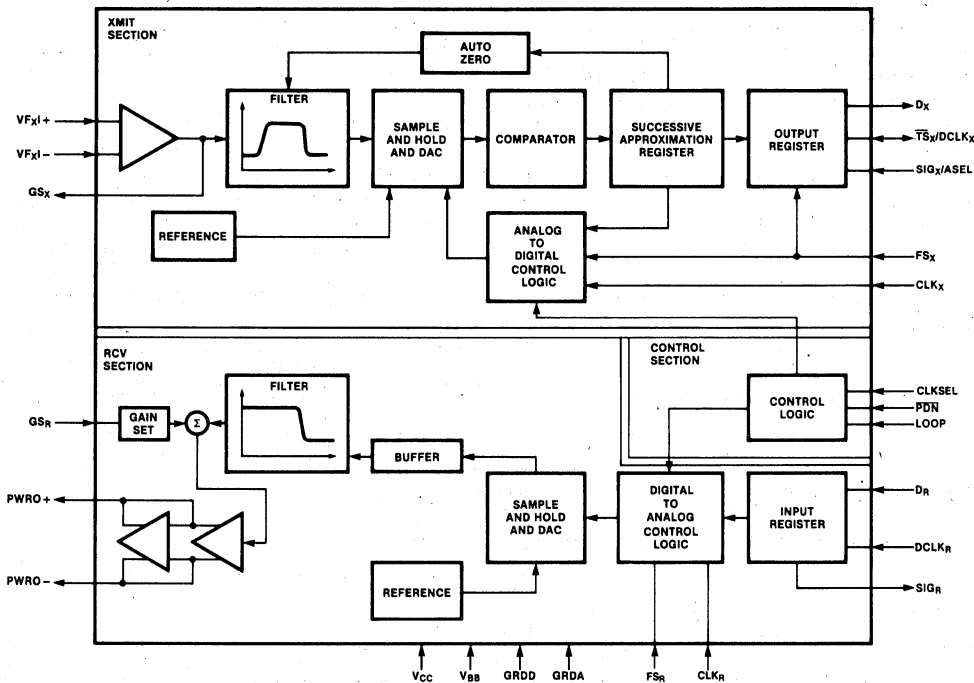 XMIT
SECTION
AUTO
ZERO
FILTER
SAMPLE
AND HOLD
AND DAC
COMPARATOR
SUCCESSIVE
APPROXIMATION
REGISTER
OUTPUT
REGISTER
VFXI+
VFXI−
GSX
DX
TSX/DCLKX
SIGX/ASEL
REFERENCE
ANALOG
TO
DIGITAL
CONTROL
LOGIC
FSX
CLKX
RCV
SECTION
CONTROL
SECTION
FILTER
GSR
GAIN
SET
Σ
BUFFER
CONTROL
LOGIC
CLKSEL
PDN
LOOP
PWRO+
PWRO−
SAMPLE
AND HOLD
AND DAC
DIGITAL
TO
ANALOG
CONTROL
LOGIC
INPUT
REGISTER
DR
DCLKR
SIGR
REFERENCE
VCC
VBB
GRDD
GRDA
FSR
CLKR